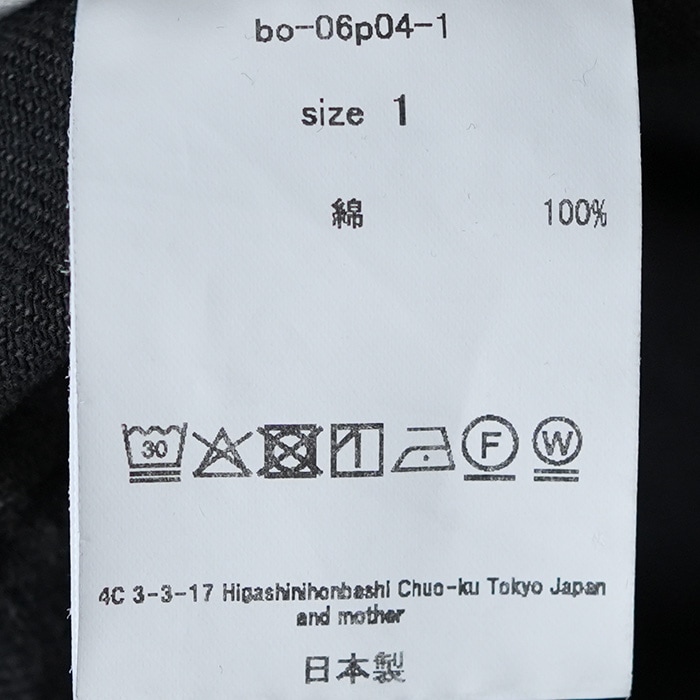 bo-06p04-1
size 1
綿 100%
30 F W
4C 3-3-17 Higashinihonbashi Chuo-ku Tokyo Japan
and mother
日本製